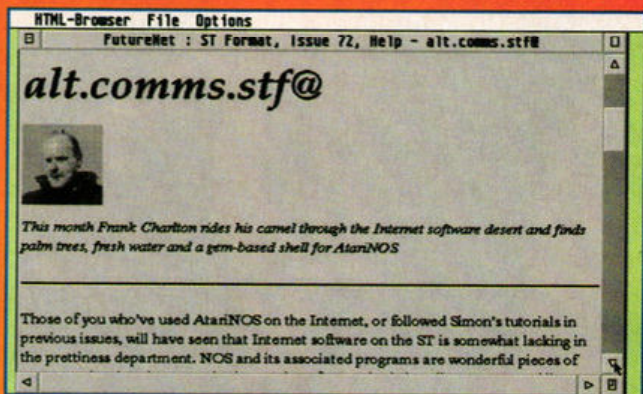 HTML-Browser File Options
FutureNet : ST Format, Issue 72, Help - alt.comms.stf@
alt.comms.stf@
This month Frank Charlton rides his camel through the Internet software desert and finds
palm trees, fresh water and a gem-based shell for AtariNOS
Those of you who've used AtariNOS on the Internet, or followed Simon's tutorials in
previous issues, will have seen that Internet software on the ST is somewhat lacking in
the prettiness department. NOS and its associated programs are wonderful pieces of